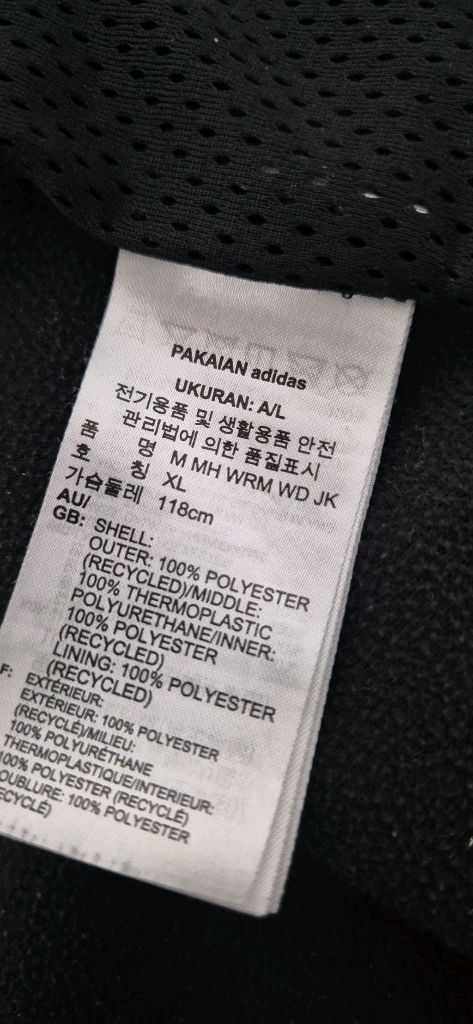 PAKAIAN adidas
UKURAN: A/L
전기용품 및 생활용품 안전
관리법에 의한 품질표시
품 명 M MH WRM WD JK
호 칭 XL
가슴둘레 118cm
AU/
GB: SHELL:
OUTER: 100% POLYESTER
(RECYCLED)/MIDDLE:
100% THERMOPLASTIC
POLYURETHANE/INNER:
100% POLYESTER
(RECYCLED)
LINING: 100% POLYESTER
(RECYCLED)
F: EXTÉRIEUR:
EXTÉRIEUR: 100% POLYESTER
(RECYCLÉ)/MILIEU:
100% POLYURÉTHANE
THERMOPLASTIQUE/INTERIEUR:
100% POLYESTER (RECYCLÉ)
OUBLURE: 100% POLYESTER
ECYCLÉ)